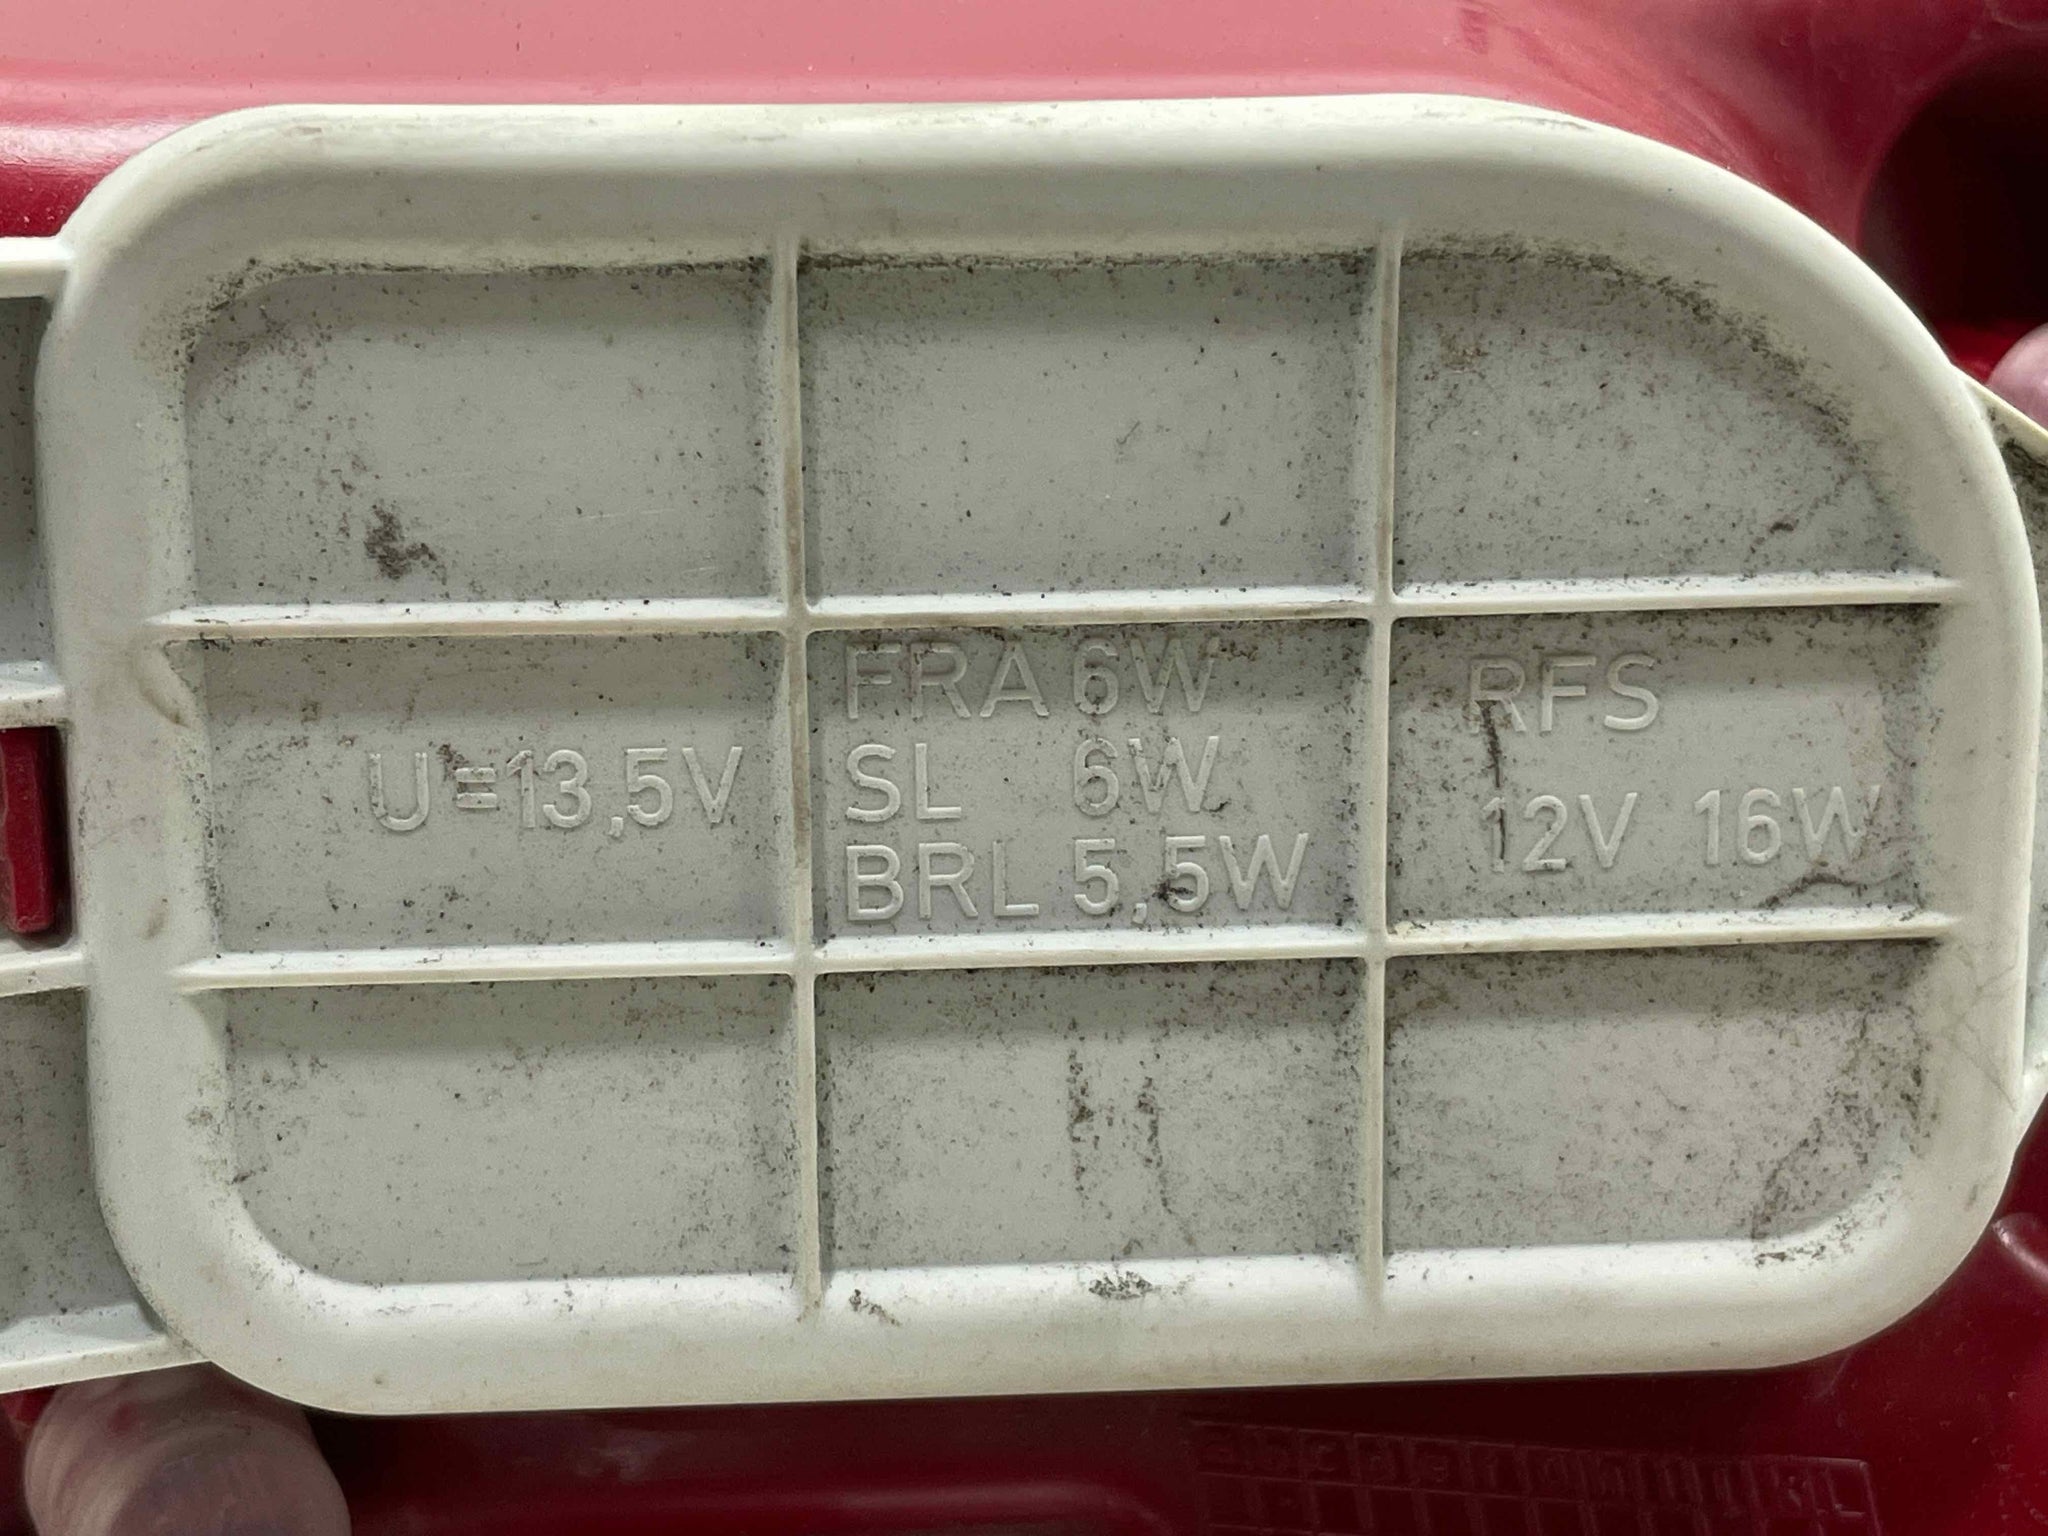 U=13,5V
FRA 6W
SL 6W
BRL 5,5W
RFS
12V 16W